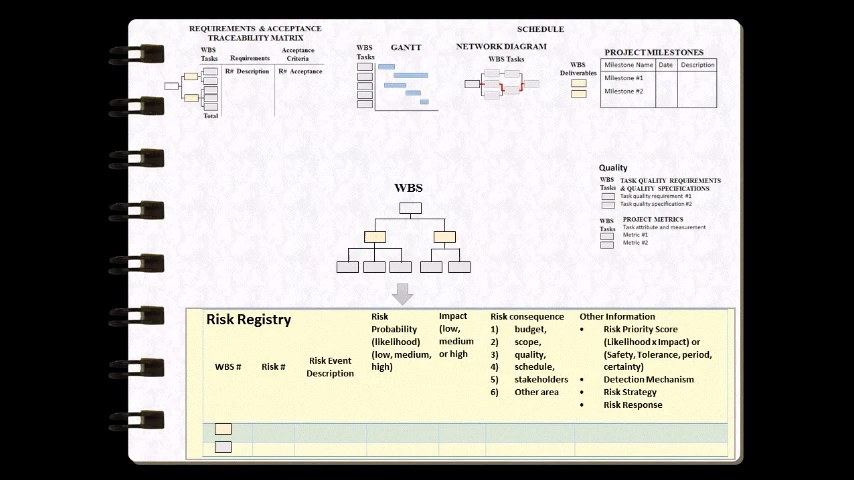 REQUIREMENTS & ACCEPTANCE
TRACEABILITY MATRIX
WBS
Tasks
Requirements
Acceptance
Criteria
R# Description
R# Acceptance
Total
WBS
Tasks
GANTT
SCHEDULE
NETWORK DIAGRAM
WBS Tasks
WBS
Deliverables
PROJECT MILESTONES
Milestone Name Date Description
Milestone #1
Milestone #2
Quality
WBS
Tasks
TASK QUALITY REQUIREMENTS
& QUALITY SPECIFICATIONS
Task quality requirement #1
Task quality specification #2
WBS
Tasks
PROJECT METRICS
Task attribute and measurement
Metric #1
Metric #2
WBS
Risk Registry
WBS #
Risk #
Risk Event
Description
Risk
Probability
(likelihood)
(low, medium,
high)
Impact
(low,
medium
or high
Risk consequence
1) budget,
2) scope,
3) quality,
4) schedule,
5) stakeholders
6) Other area
Other Information
• Risk Priority Score
(Likelihood x Impact) or
(Safety, Tolerance, period,
certainty)
• Detection Mechanism
• Risk Strategy
• Risk Response